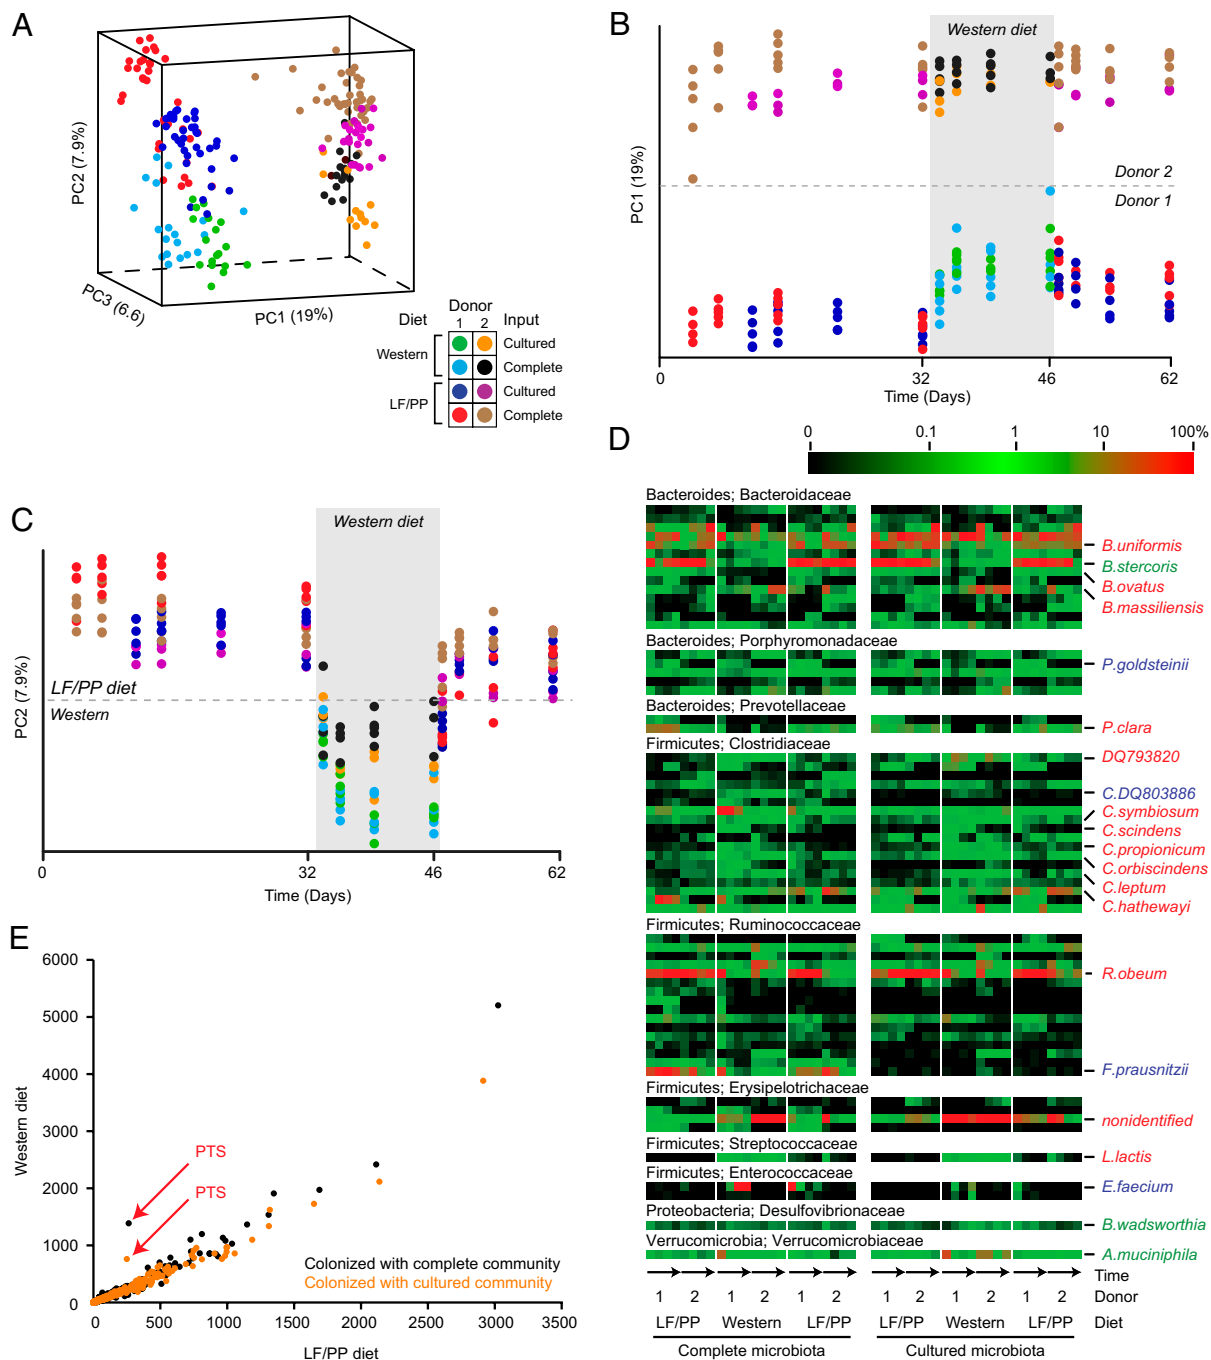 A
PC2 (7.9%)
PC3 (6.6)
PC1 (19%)
Donor
Diet
1
2
Input
Western
Cultured
Complete
LF/PP
Cultured
Complete
B
Western diet
PC1 (19%)
Donor 2
Donor 1
0
32
46
62
Time (Days)
C
Western diet
PC2 (7.9%)
LF/PP diet
Western
0
32
46
62
Time (Days)
D
0
0.1
1
10
100%
Bacteroides; Bacteroidaceae
B.uniformis
B.stercoris
B.ovatus
B.massiliensis
Bacteroides; Porphyromonadaceae
P.goldsteinii
Bacteroides; Prevotellaceae
P.clara
Firmicutes; Clostridiaceae
DQ793820
C.DQ803886
C.symbiosum
C.scindens
C.propionicum
C.orbiscindens
C.leptum
C.hathewayi
Firmicutes; Ruminococcaceae
R.obeum
F.prausnitzii
Firmicutes; Erysipelotrichaceae
nonidentified
Firmicutes; Streptococcaceae
L.lactis
Firmicutes; Enterococcaceae
E.faecium
Proteobacteria; Desulfovibrionaceae
B.wadsworthia
Verrucomicrobia; Verrucomicrobiaceae
A.muciniphila
Time
1 2 1 2 1 2 1 2 1 2 1 2 Donor
LF/PP Western LF/PP LF/PP Western LF/PP Diet
Complete microbiota
Cultured microbiota
E
6000
5000
4000
3000
2000
1000
0
Western diet
PTS
PTS
Colonized with complete community
Colonized with cultured community
0 500 1000 1500 2000 2500 3000 3500
LF/PP diet